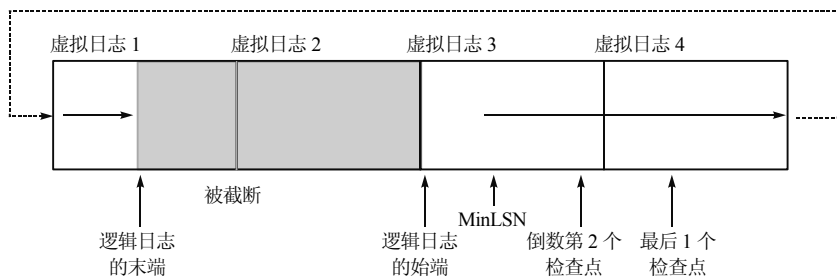 虚拟日志 1 虚拟日志 2 虚拟日志 3 虚拟日志 4
被截断
MinLSN
逻辑日志
的末端
逻辑日志
的始端
倒数第 2 个
检查点
最后 1 个
检查点